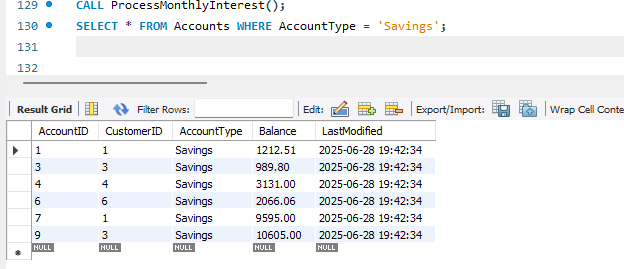 129 CALL ProcessMonthlyInterest();
130 SELECT * FROM Accounts WHERE AccountType = 'Savings';
131
132
Result Grid Filter Rows: Edit: Export/Import: Wrap Cell Conte
AccountID CustomerID AccountType Balance LastModified
1 1 Savings 1212.51 2025-06-28 19:42:34
3 3 Savings 989.80 2025-06-28 19:42:34
4 4 Savings 3131.00 2025-06-28 19:42:34
6 6 Savings 2066.06 2025-06-28 19:42:34
7 1 Savings 9595.00 2025-06-28 19:42:34
9 3 Savings 10605.00 2025-06-28 19:42:34
NULL NULL NULL NULL NULL